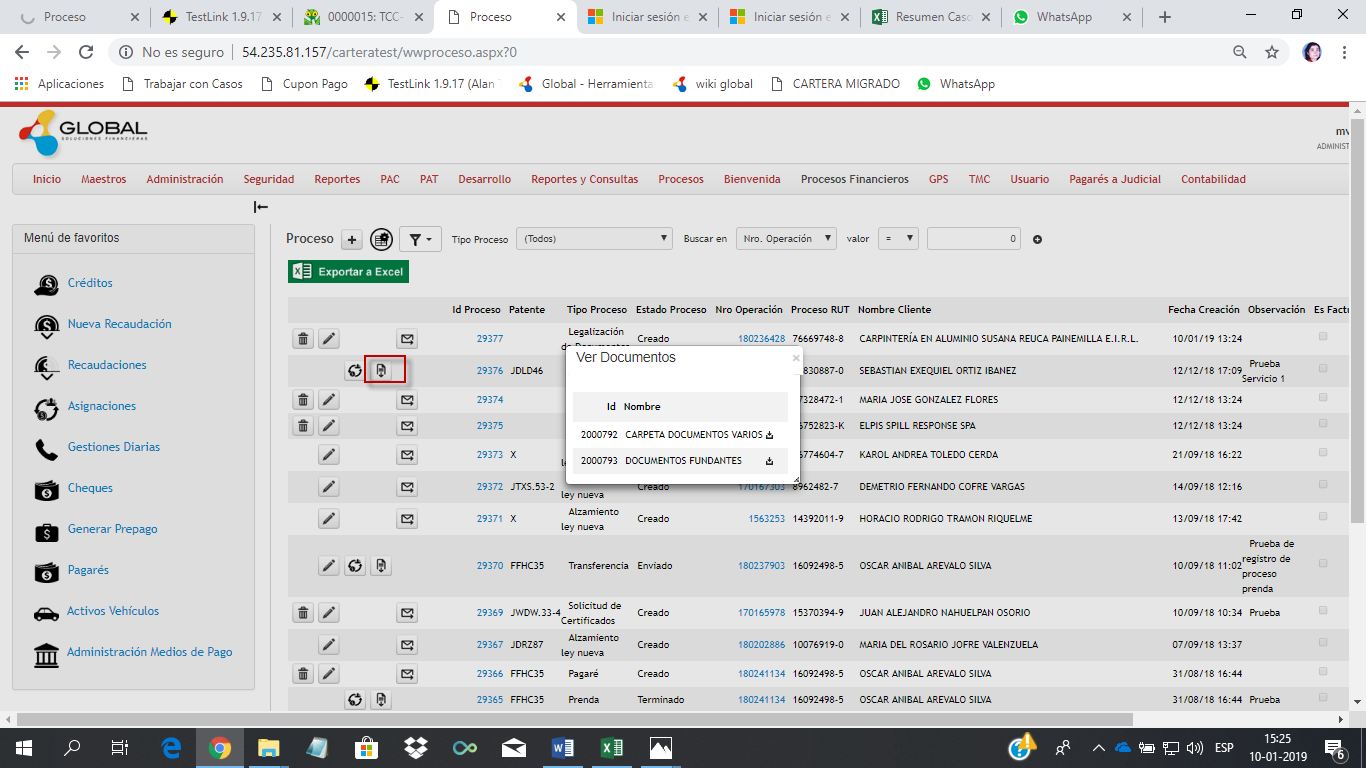 Proceso
TestLink 1.9.17
0000015: TCC-
Proceso
Iniciar sesión e
Iniciar sesión e
Resumen Caso
WhatsApp
No es seguro | 54.235.81.157/carteratest/wwproceso.aspx?0
Aplicaciones
Trabajar con Casos
Cupon Pago
TestLink 1.9.17 (Alan
Global - Herramienta
wiki global
CARTERA MIGRADO
WhatsApp
GLOBAL
SOLUCIONES FINANCIERAS
mv
ADMINIST
Inicio Maestros Administración Seguridad Reportes PAC PAT Desarrollo Reportes y Consultas Procesos Bienvenida Procesos Financieros GPS TMC Usuario Pagarés a Judicial Contabilidad
Menú de favoritos
Créditos
Nueva Recaudación
Recaudaciones
Asignaciones
Gestiones Diarias
Cheques
Generar Prepago
Pagarés
Activos Vehículos
Administración Medios de Pago
Proceso + Tipo Proceso (Todos) Buscar en Nro. Operación valor = 0
Exportar a Excel
Id Proceso Patente Tipo Proceso Estado Proceso Nro Operación Proceso RUT Nombre Cliente Fecha Creación Observación Es Factu
29377 Legalización Creado 180236428 76669748-8 CARPINTERÍA EN ALUMINIO SUSANA REUCA PAINEMILLA E.I.R.L. 10/01/19 13:24
29376 JDLD46 830887-0 SEBASTIAN EXEQUIEL ORTIZ IBANEZ 12/12/18 17:09 Prueba Servicio 1
29374 7328472-1 MARIA JOSE GONZALEZ FLORES 12/12/18 13:24
29375 6752823-K ELPIS SPILL RESPONSE SPA 12/12/18 13:24
29373 X 6774604-7 KAROL ANDREA TOLEDO CERDA 21/09/18 16:22
29372 JTXS.53-2 ley nueva Creado 170167303 8962482-7 DEMETRIO FERNANDO COFRE VARGAS 14/09/18 12:16
29371 X Alzamiento ley nueva Creado 1563253 14392011-9 HORACIO RODRIGO TRAMON RIQUELME 13/09/18 17:42
29370 FFHC35 Transferencia Enviado 180237903 16092498-5 OSCAR ANIBAL AREVALO SILVA 10/09/18 11:02 Prueba de registro de proceso prenda
29369 JWDW.33-4 Solicitud de Certificados Creado 170165978 15370394-9 JUAN ALEJANDRO NAHUELPAN OSORIO 10/09/18 10:34 Prueba
29367 JDRZ87 Alzamiento ley nueva Creado 180202886 10076919-0 MARIA DEL ROSARIO JOFRE VALENZUELA 07/09/18 13:37
29366 FFHC35 Pagaré Creado 180241134 16092498-5 OSCAR ANIBAL AREVALO SILVA 31/08/18 16:44
29365 FFHC35 Prenda Terminado 180241134 16092498-5 OSCAR ANIBAL AREVALO SILVA 31/08/18 16:44 Prueba
Ver Documentos
Id Nombre
2000792 CARPETA DOCUMENTOS VARIOS
2000793 DOCUMENTOS FUNDANTES
ESP
15:25
10-01-2019
6